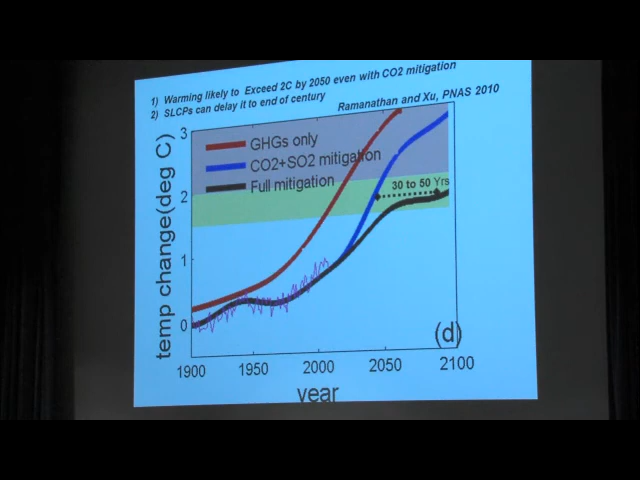 1) Warming likely to Exceed 2C by 2050 even with CO2 mitigation
2) SLCPs can delay it to end of century
Ramanathan and Xu, PNAS 2010
3
GHGs only
CO2+SO2 mitigation
Full mitigation
30 to 50 Yrs
2
1
0
temp change(deg C)
(d)
1900 1950 2000 2050 2100
year